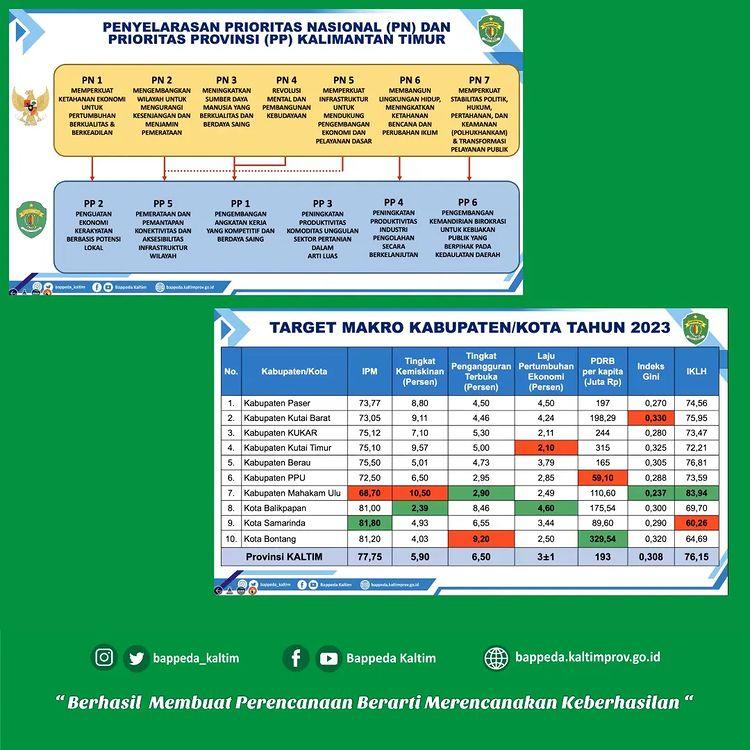 PENYELARASAN PRIORITAS NASIONAL (PN) DAN
PRIORITAS PROVINSI (PP) KALIMANTAN TIMUR
PN 1
MEMPERKUAT
KETAHANAN EKONOMI
UNTUK
PERTUMBUHAN
BERKUALITAS &
BERKEADILAN
PN 2
MENGEMBANGKAN
WILAYAH UNTUK
MENGURANGI
KESENJANGAN DAN
MENJAMIN
PEMERATAAN
PN 3
MENINGKATKAN
SUMBER DAYA
MANUSIA YANG
BERKUALITAS DAN
BERDAYA SAING
PN 4
REVOLUSI
MENTAL DAN
PEMBANGUNAN
KEBUDAYAAN
PN 5
MEMPERKUAT
INFRASTRUKTUR
UNTUK
MENDUKUNG
PENGEMBANGAN
EKONOMI DAN
PELAYANAN DASAR
PN 6
MEMBANGUN
LINGKUNGAN HIDUP,
MENINGKATKAN
KETAHANAN
BENCANA DAN
PERUBAHAN IKLIM
PN 7
MEMPERKUAT
STABILITAS POLITIK,
HUKUM,
PERTAHANAN, DAN
KEAMANAN
(POLHUKHANKAM)
& TRANSFORMASI
PELAYANAN PUBLIK
PP 2
PENGUATAN
EKONOMI
KERAKYATAN
BERBASIS POTENSI
LOKAL
PP 5
PEMERATAAN DAN
PEMANTAPAN
KONEKTIVITAS DAN
AKSESIBILITAS
INFRASTRUKTUR
WILAYAH
PP 1
PENGEMBANGAN
ANGKATAN KERJA
YANG KOMPETITIF DAN
BERDAYA SAING
PP 3
PENINGKATAN
PRODUKTIVITAS
KOMODITAS UNGGULAN
SEKTOR PERTANIAN
DALAM
ARTI LUAS
PP 4
PENINGKATAN
PRODUKTIVITAS
INDUSTRI
PENGOLAHAN
SECARA
BERKELANJUTAN
PP 6
PENGEMBANGAN
KEMANDIRIAN BIROKRASI
UNTUK KEBIJAKAN
PUBLIK YANG
BERPIHAK PADA
KEDAULATAN DAERAH
bappeda_kaltim Bappeda Kaltim bappeda.kaltimprov.go.id
TARGET MAKRO KABUPATEN/KOTA TAHUN 2023
No. Kabupaten/Kota IPM Tingkat Kemiskinan (Persen) Tingkat Pengangguran Terbuka (Persen) Laju Pertumbuhan Ekonomi (Persen) PDRB per kapita (Juta Rp) Indeks Gini IKLH
1. Kabupaten Paser 73,77 8,80 4,50 4,50 197 0,270 74,56
2. Kabupaten Kutai Barat 73,05 9,11 4,46 4,24 198,29 0,330 75,95
3. Kabupaten KUKAR 75,12 7,10 5,30 2,11 244 0,280 73,47
4. Kabupaten Kutai Timur 75,10 9,57 5,00 2,10 315 0,325 72,21
5. Kabupaten Berau 75,50 5,01 4,73 3,79 165 0,305 76,81
6. Kabupaten PPU 72,50 6,50 2,95 2,85 59,10 0,288 73,59
7. Kabupaten Mahakam Ulu 68,70 10,50 2,90 2,49 110,60 0,237 83,94
8. Kota Balikpapan 81,00 2,39 8,46 4,60 175,54 0,300 69,70
9. Kota Samarinda 81,80 4,93 6,55 3,44 89,60 0,290 60,26
10. Kota Bontang 81,20 4,03 9,20 2,50 329,54 0,320 64,69
Provinsi KALTIM 77,75 5,90 6,50 3±1 193 0,308 76,15
bappeda_kaltim Bappeda Kaltim bappeda.kaltimprov.go.id
bappeda_kaltim Bappeda Kaltim bappeda.kaltimprov.go.id
“ Berhasil Membuat Perencanaan Berarti Merencanakan Keberhasilan “